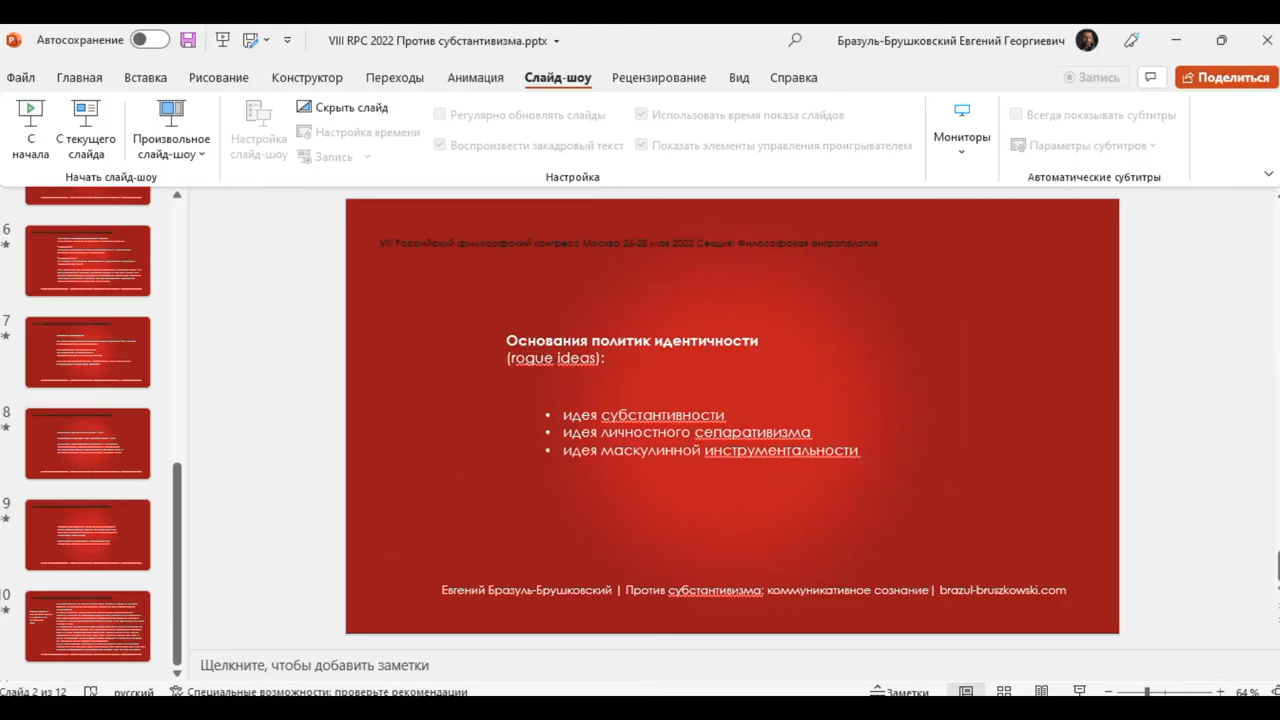 Автосохранение
VIII RPC 2022 Против субстантивизма.pptx
Бразуль-Брушковский Евгений Георгиевич
Файл Главная Вставка Рисование Конструктор Переходы Анимация Слайд-шоу Рецензирование Вид Справка
Запись
Поделиться
С начала
С текущего слайда
Произвольное слайд-шоу
Начать слайд-шоу
Настройка слайд-шоу
Скрыть слайд
Настройка времени
Запись
Регулярно обновлять слайды
Воспроизвести закадровый текст
Использовать время показа слайдов
Показать элементы управления проигрывателем
Настройка
Мониторы
Всегда показывать субтитры
Параметры субтитров
Автоматические субтитры
6
7
8
9
10
VIII Российский философский конгресс Москва 26-28 мая 2022 Секция: Философская антропология
Основания политик идентичности
(rogue ideas):
• идея субстантивности
• идея личностного сепаративизма
• идея маскулинной инструментальности
Евгений Бразуль-Брушковский | Против субстантивизма: коммуникативное сознание | brazul-bruszkowski.com
Щелкните, чтобы добавить заметки
Слайд 2 из 12
русский
Специальные возможности: проверьте рекомендации
Заметки
64 %